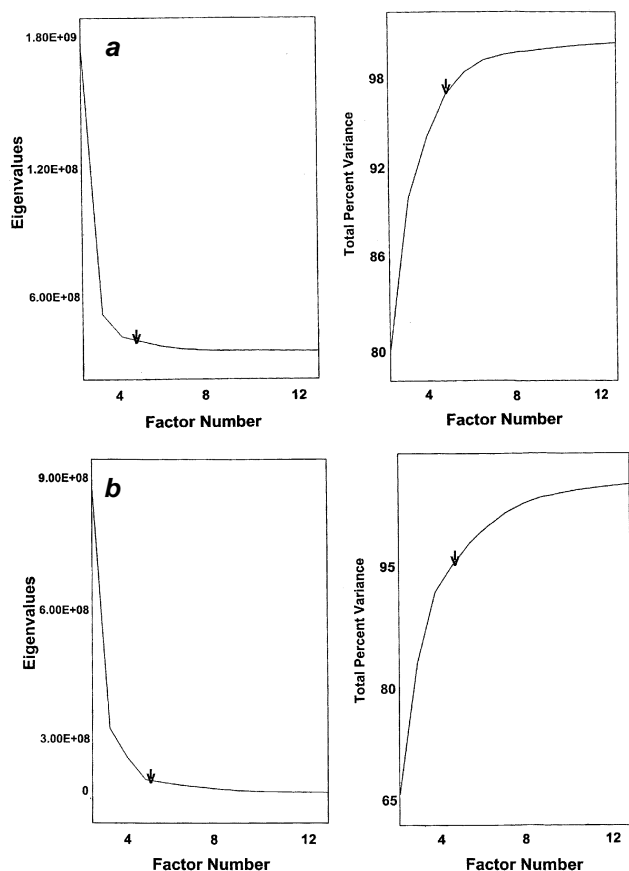 a
Eigenvalues
1.80E+09
1.20E+08
6.00E+08
4 8 12
Factor Number
Total Percent Variance
98
92
86
80
4 8 12
Factor Number
b
Eigenvalues
9.00E+08
6.00E+08
3.00E+08
0
4 8 12
Factor Number
Total Percent Variance
95
80
65
4 8 12
Factor Number